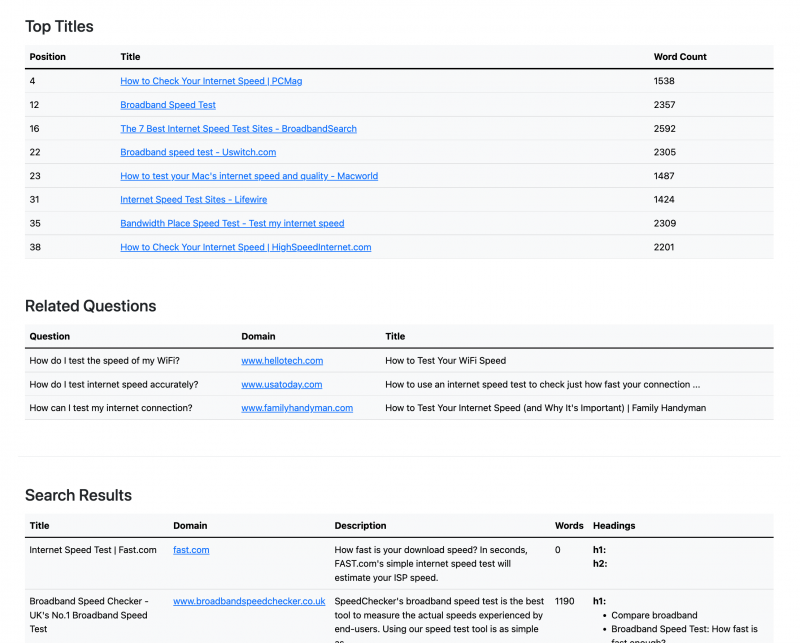 Top Titles
Position Title Word Count
4 How to Check Your Internet Speed | PCMag 1538
12 Broadband Speed Test 2357
16 The 7 Best Internet Speed Test Sites - BroadbandSearch 2592
22 Broadband speed test - Uswitch.com 2305
23 How to test your Mac's internet speed and quality - Macworld 1487
31 Internet Speed Test Sites - Lifewire 1424
35 Bandwidth Place Speed Test - Test my internet speed 2309
38 How to Check Your Internet Speed | HighSpeedInternet.com 2201
Related Questions
Question Domain Title
How do I test the speed of my WiFi? www.hellotech.com How to Test Your WiFi Speed
How do I test internet speed accurately? www.usatoday.com How to use an internet speed test to check just how fast your connection ...
How can I test my internet connection? www.familyhandyman.com How to Test Your Internet Speed (and Why It's Important) | Family Handyman
Search Results
Title Domain Description Words Headings
Internet Speed Test | Fast.com fast.com How fast is your download speed? In seconds, 0 h1:
FAST.com's simple internet speed test will h2:
estimate your ISP speed.
Broadband Speed Checker - www.broadbandspeedchecker.co.uk SpeedChecker's broadband speed test is the best 1190 h1:
UK's No.1 Broadband Speed tool to measure the actual speeds experienced by • Compare broadband
Test end-users. Using our speed test tool is as simple • Broadband Speed Test: How fast is
as fast enough?